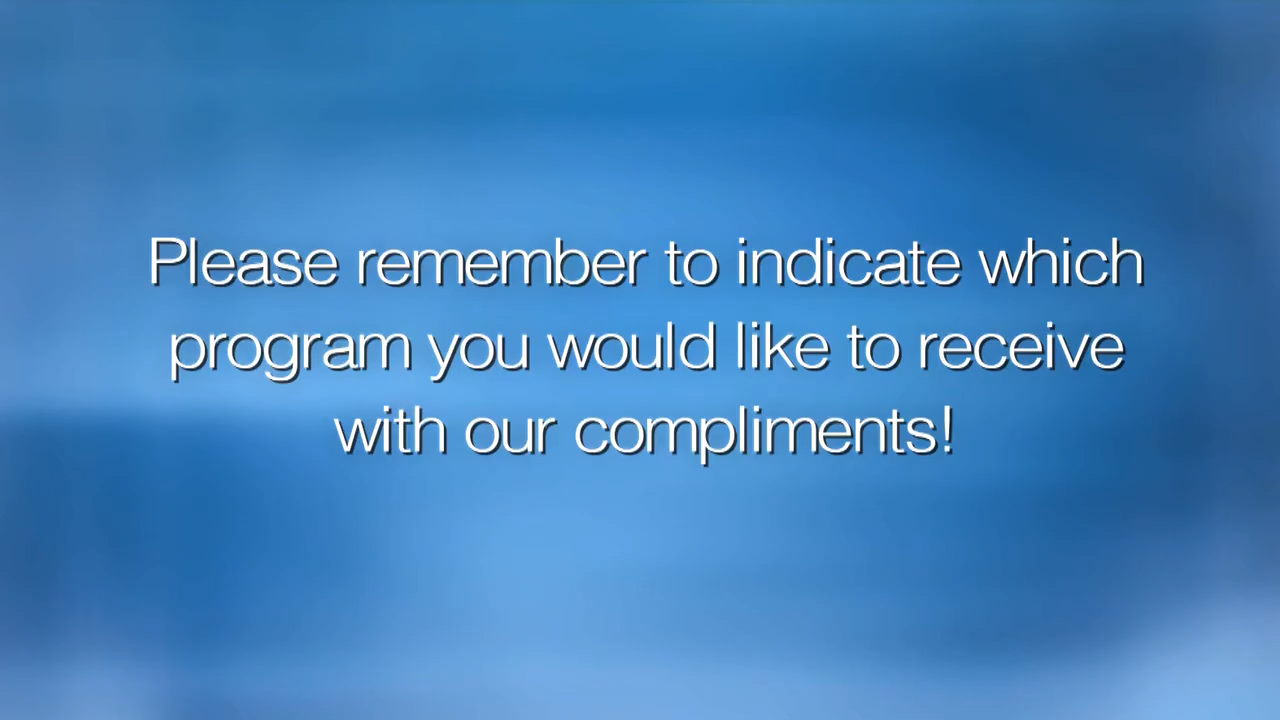 Please remember to indicate which
program you would like to receive
with our compliments!